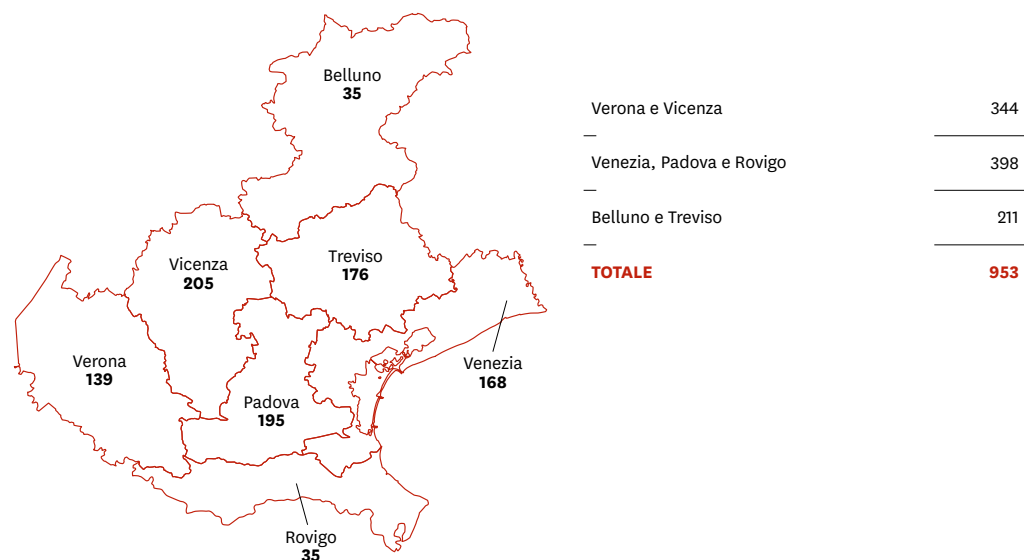 Belluno
35
Vicenza
205
Treviso
176
Verona
139
Padova
195
Venezia
168
Rovigo
35
Verona e Vicenza 344
Venezia, Padova e Rovigo 398
Belluno e Treviso 211
TOTALE 953